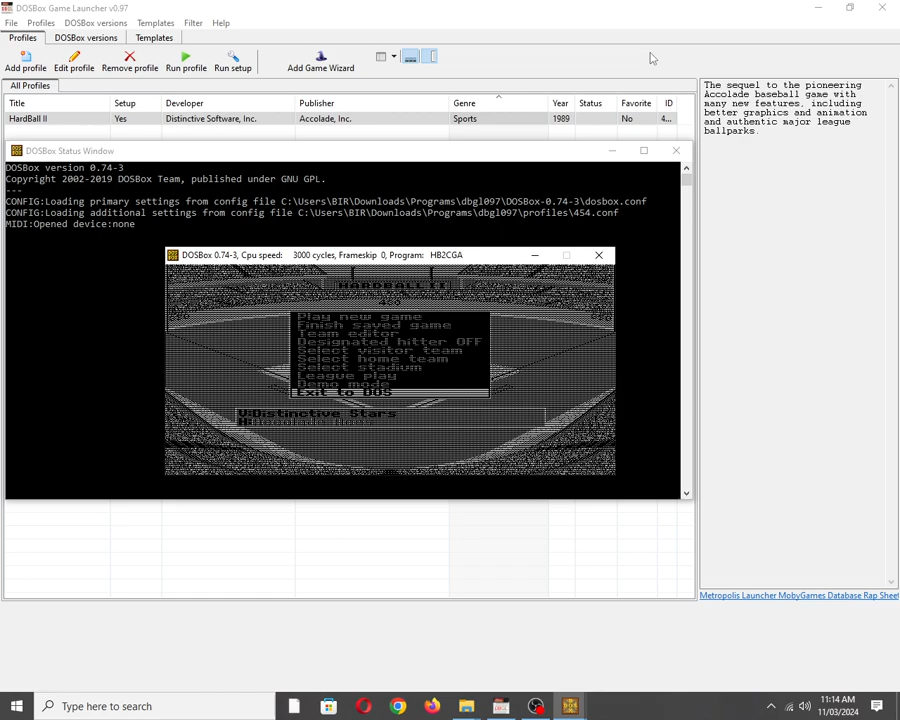 DOSBox Game Launcher v0.97
File Profiles DOSBox versions Templates Filter Help
Profiles DOSBox versions Templates
Add profile Edit profile Remove profile Run profile Run setup Add Game Wizard
All Profiles
Title Setup Developer Publisher Genre Year Status Favorite ID
HardBall II Yes Distinctive Software, Inc. Accolade, Inc. Sports 1989 No 4...
The sequel to the pioneering
Accolade baseball game with
many new features, including
better graphics and animation
and authentic major league
ballparks.
DOSBox Status Window
DOSBox version 0.74-3
Copyright 2002-2019 DOSBox Team, published under GNU GPL.
---
CONFIG:Loading primary settings from config file C:\Users\BIR\Downloads\Programs\dbgl097\DOSBox-0.74-3\dosbox.conf
CONFIG:Loading additional settings from config file C:\Users\BIR\Downloads\Programs\dbgl097\profiles\454.conf
MIDI:Opened device:none
DOSBox 0.74-3, Cpu speed: 3000 cycles, Frameskip 0, Program: HB2CGA
HARDBALL II
400
Play new game
Finish saved game
Team editor
Designated hitter OFF
Select visitor team
Select home team
Select stadium
League play
Demo mode
Exit to DOS
V:Distinctive Stars
Metropolis Launcher MobyGames Database Rap Sheet
Type here to search
11:14 AM
11/03/2024